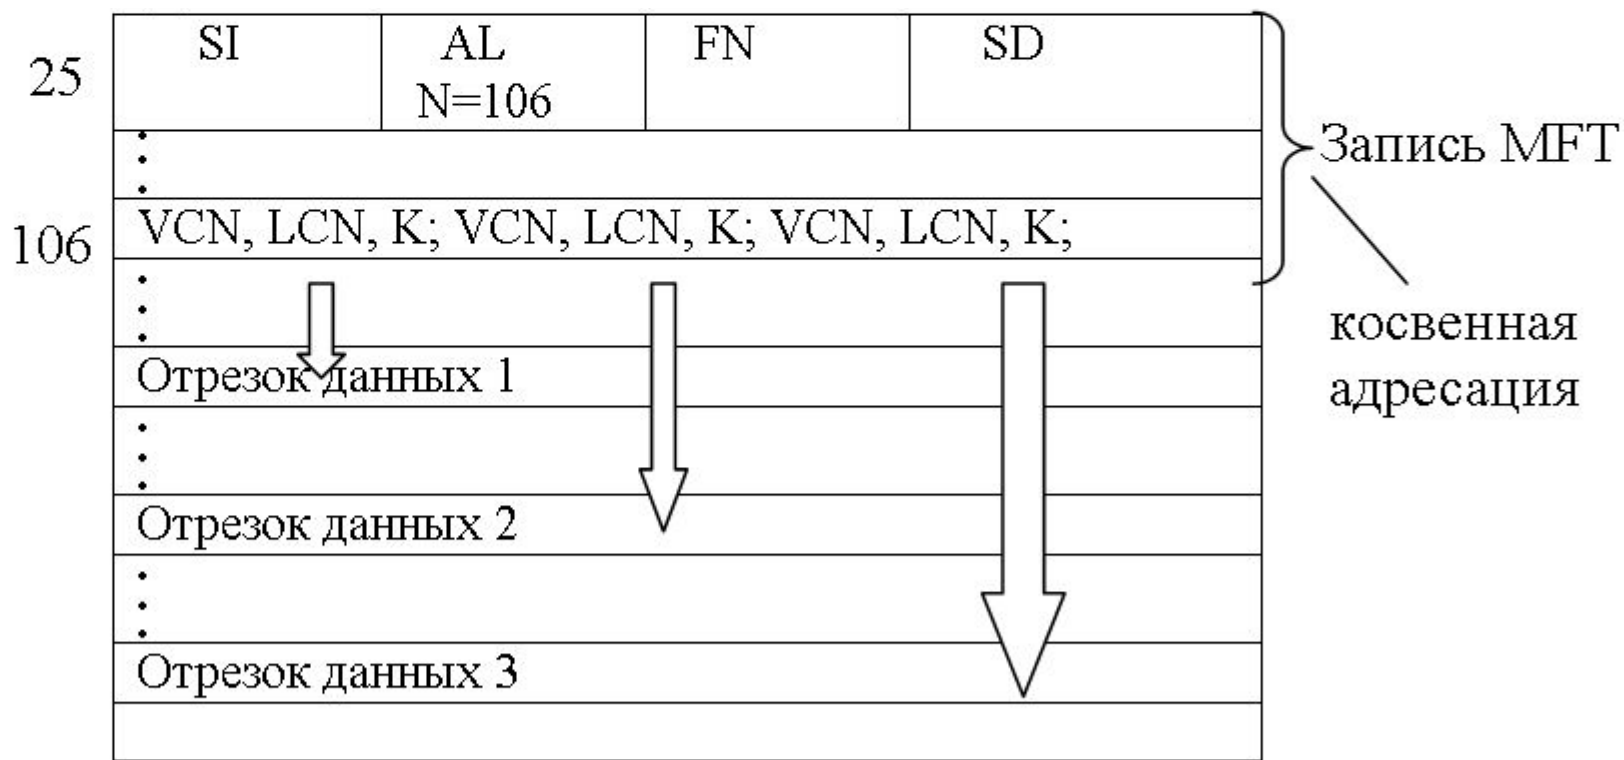 25
SI
AL
N=106
FN
SD
Запись MFT
106
VCN, LCN, K; VCN, LCN, K; VCN, LCN, K;
косвенная
адресация
Отрезок данных 1
Отрезок данных 2
Отрезок данных 3